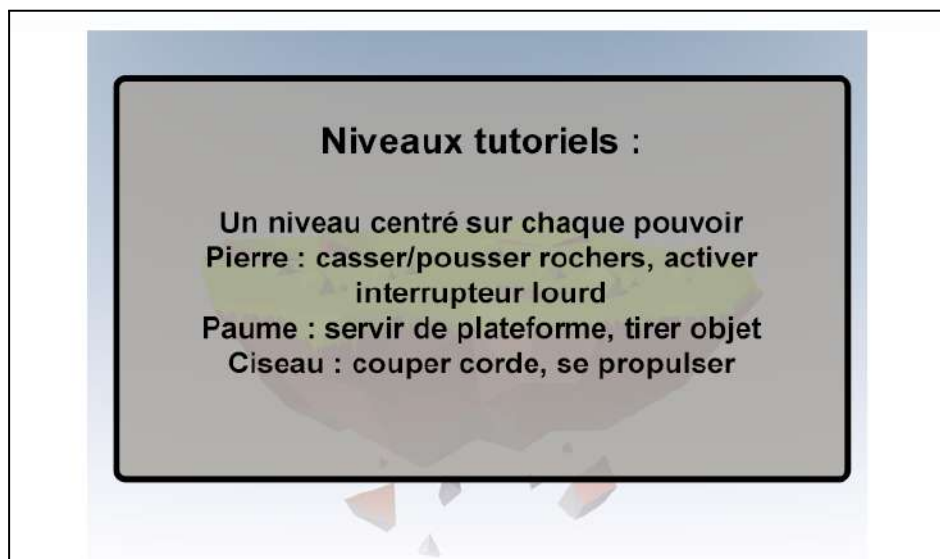 Niveaux tutoriels :
Un niveau centré sur chaque pouvoir
Pierre : casser/pousser rochers, activer
interrupteur lourd
Paume : servir de plateforme, tirer objet
Ciseau : couper corde, se propulser